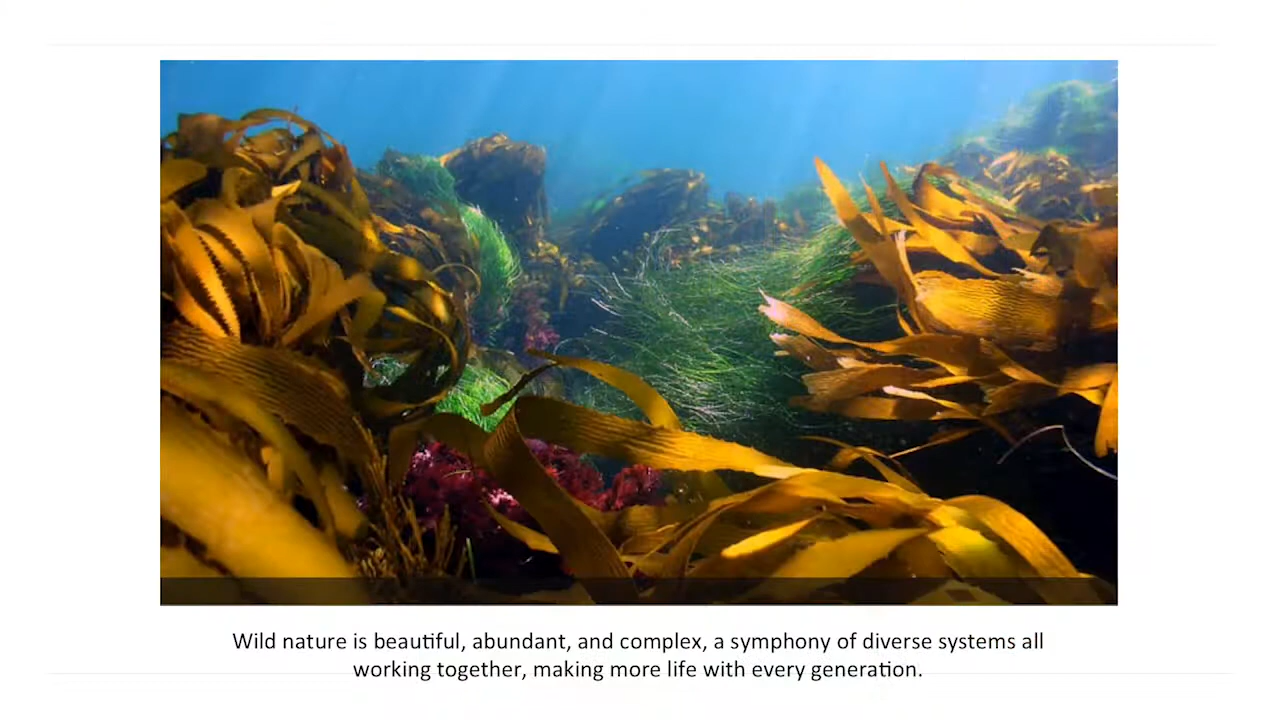 Wild nature is beautiful, abundant, and complex, a symphony of diverse systems all
working together, making more life with every generation.